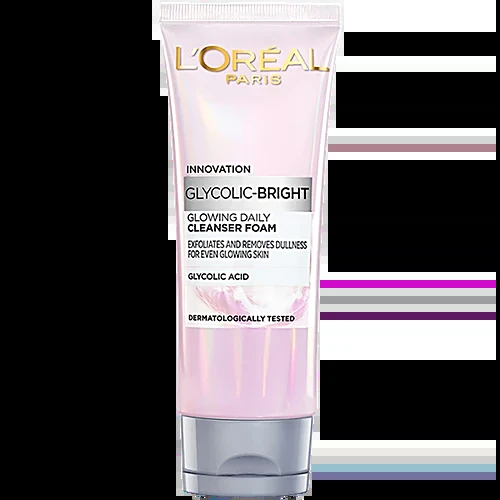 L'ORÉAL
PARIS
INNOVATION
GLYCOLIC-BRIGHT
GLOWING DAILY
CLEANSER FOAM
EXFOLIATES AND REMOVES DULLNESS
FOR EVEN GLOWING SKIN
GLYCOLIC ACID
DERMATOLOGICALLY TESTED